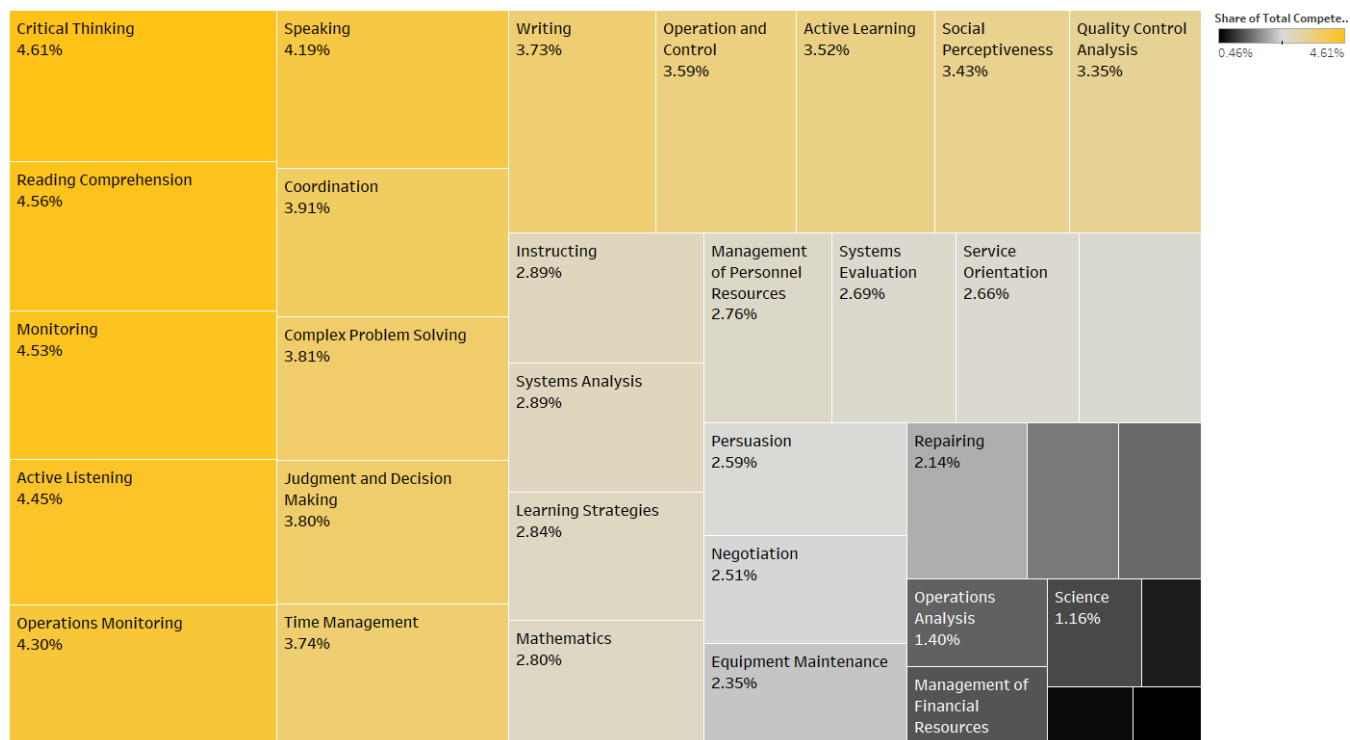 Critical Thinking
4.61%
Reading Comprehension
4.56%
Monitoring
4.53%
Active Listening
4.45%
Operations Monitoring
4.30%
Speaking
4.19%
Coordination
3.91%
Complex Problem Solving
3.81%
Judgment and Decision
Making
3.80%
Time Management
3.74%
Writing
3.73%
Operation and
Control
3.59%
Active Learning
3.52%
Social
Perceptiveness
3.43%
Quality Control
Analysis
3.35%
Instructing
2.89%
Systems Analysis
2.89%
Learning Strategies
2.84%
Mathematics
2.80%
Management
of Personnel
Resources
2.76%
Systems
Evaluation
2.69%
Service
Orientation
2.66%
Persuasion
2.59%
Negotiation
2.51%
Equipment Maintenance
2.35%
Repairing
2.14%
Operations
Analysis
1.40%
Management of
Financial
Resources
Science
1.16%
Share of Total Compete..
0.46% 4.61%